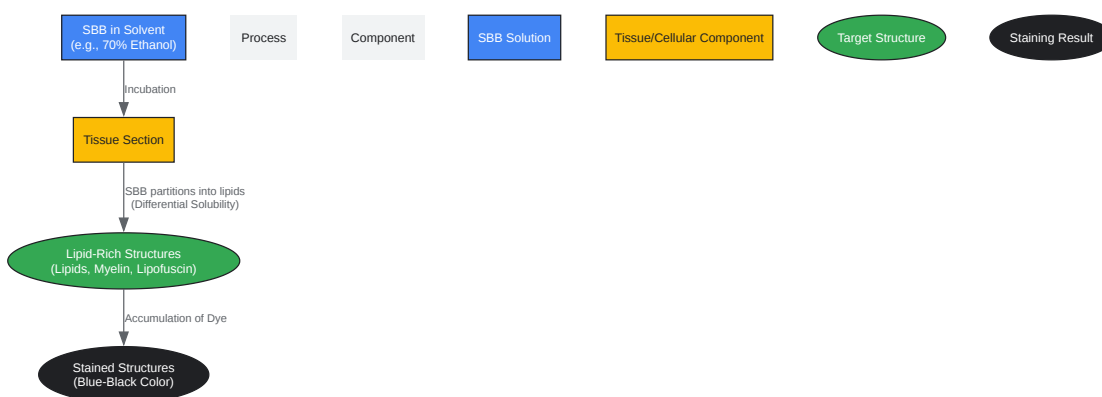 SBB in Solvent
(e.g., 70% Ethanol)
Process
Component
SBB Solution
Tissue/Cellular Component
Target Structure
Staining Result
Incubation
Tissue Section
SBB partitions into lipids
(Differential Solubility)
Lipid-Rich Structures
(Lipids, Myelin, Lipofuscin)
Accumulation of Dye
Stained Structures
(Blue-Black Color)